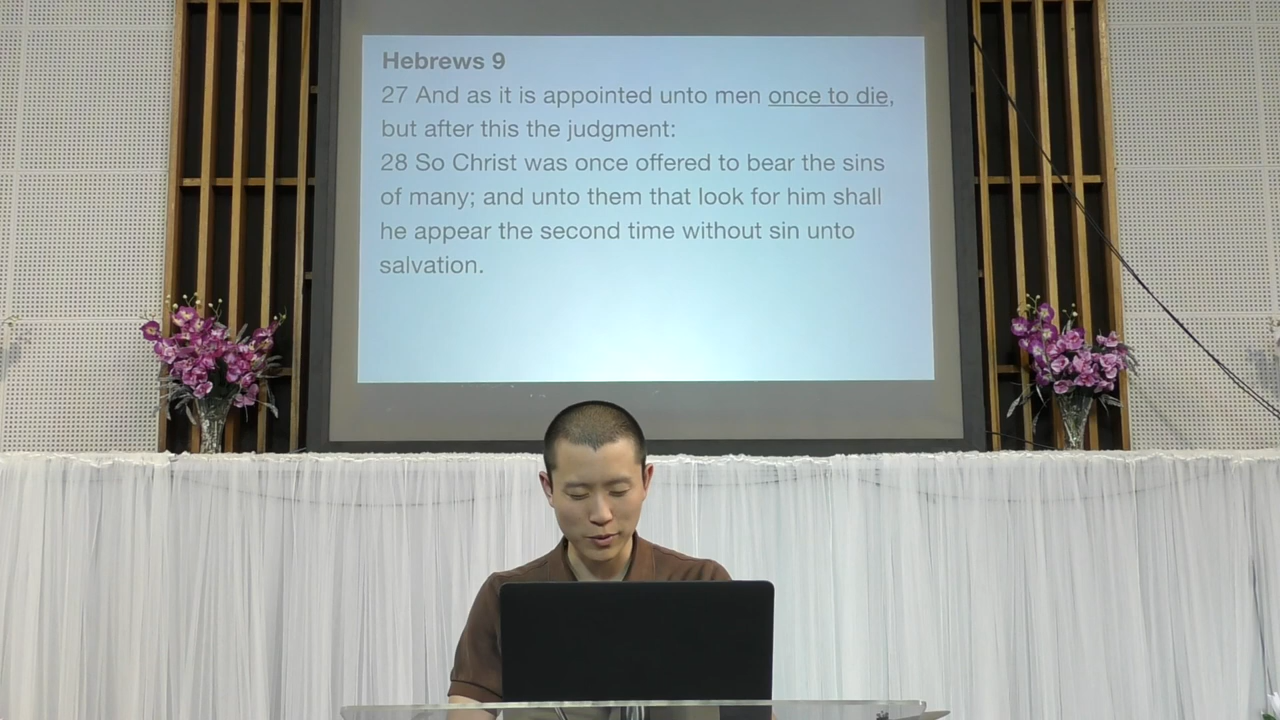 Hebrews 9
27 And as it is appointed unto men once to die,
but after this the judgment:
28 So Christ was once offered to bear the sins
of many; and unto them that look for him shall
he appear the second time without sin unto
salvation.